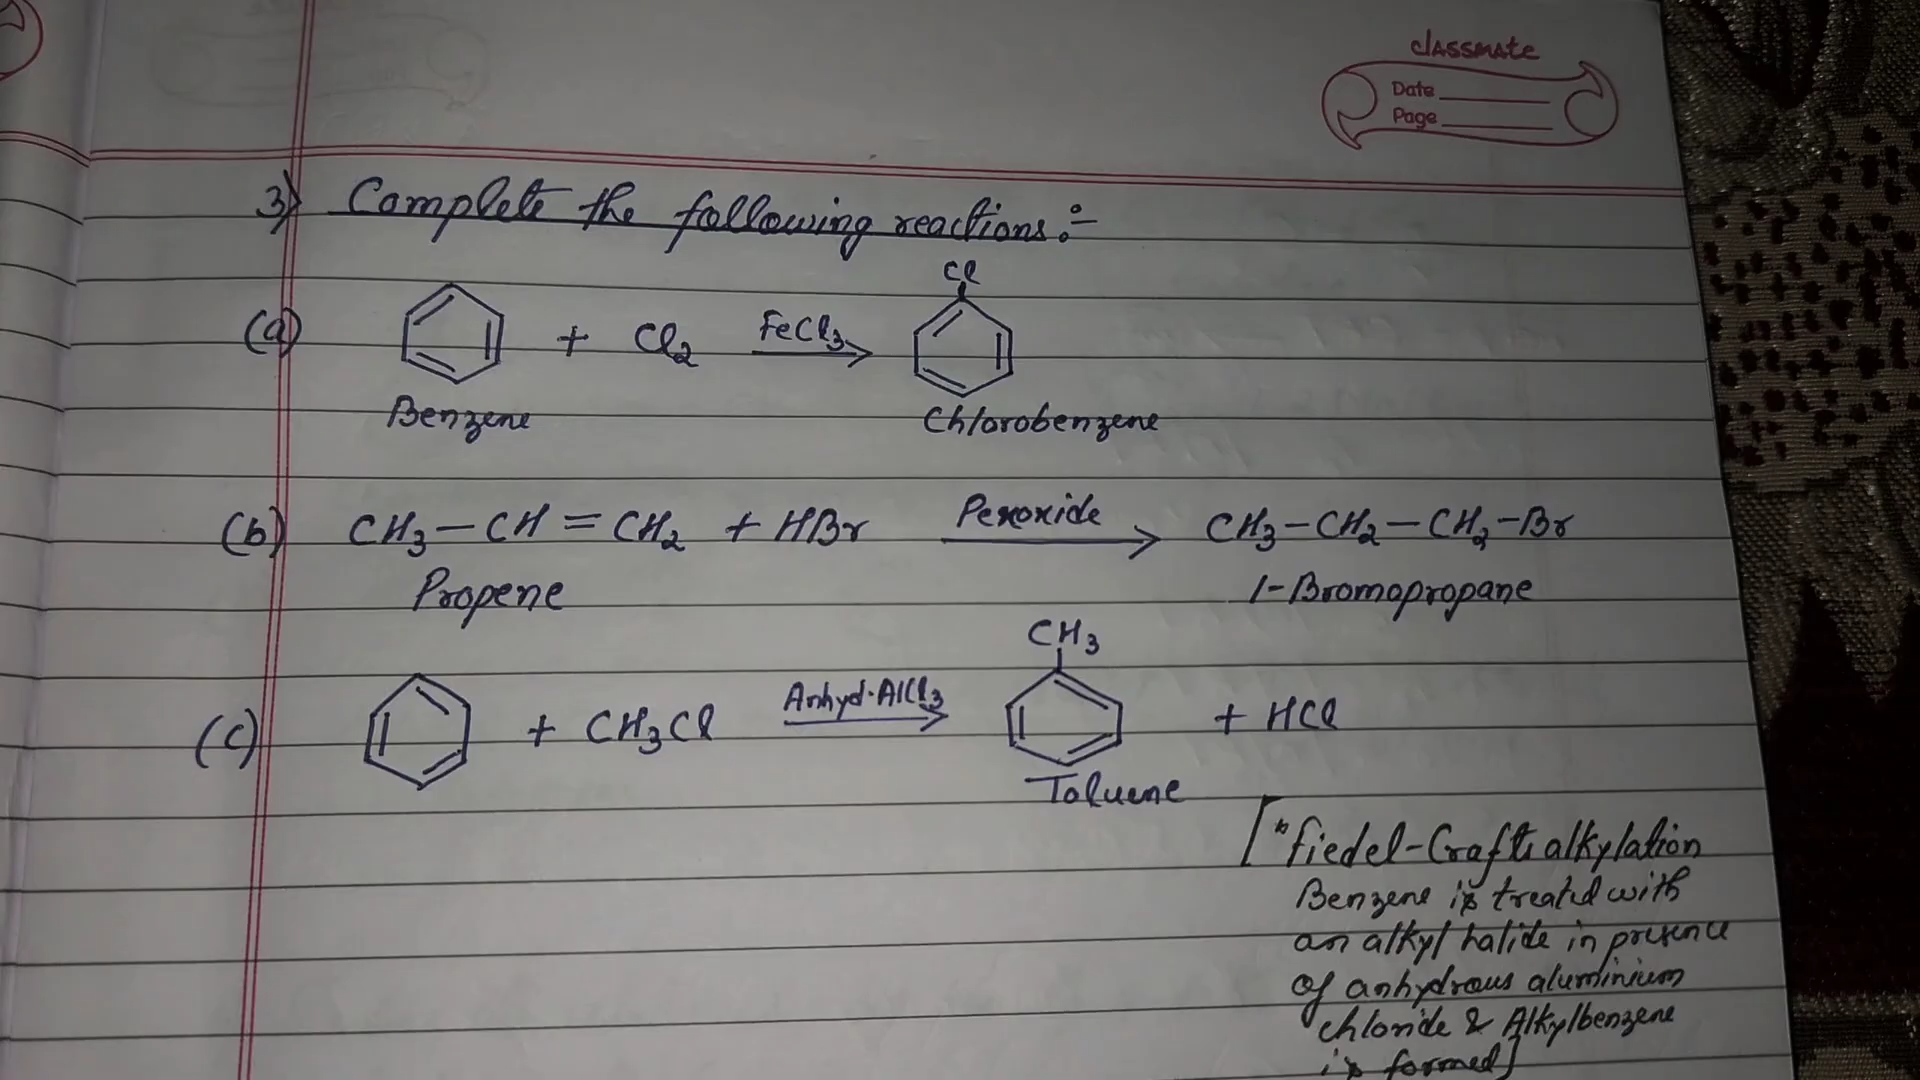 classmate
Date
Page
3) Complete the following reactions :-
Cl
(a) + Cl2 FeCl3
Benzene Chlorobenzene
(b) CH3-CH=CH2 + HBr Peroxide CH3-CH2-CH2-Br
Propene 1-Bromopropane
CH3
(c) + CH3Cl Anhyd. AlCl3 + HCl
Toluene
[* Fiedel-Crafts alkylation
Benzene is treated with
an alkyl halide in presence
of anhydrous aluminium
chloride & Alkylbenzene
is formed]